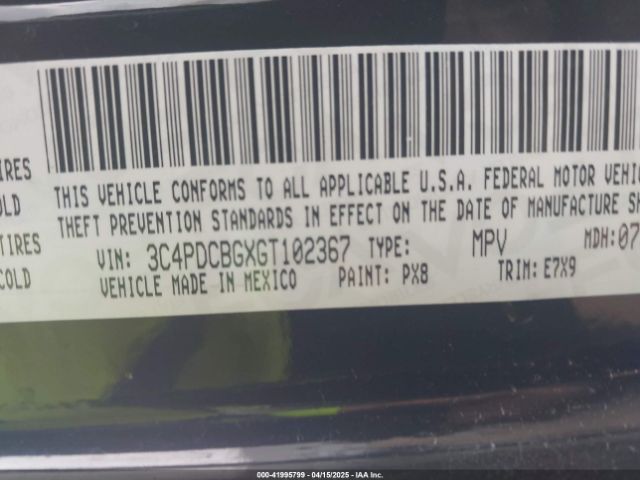 IRES
OLD
TIRES
COLD
THIS VEHICLE CONFORMS TO ALL APPLICABLE U.S.A. FEDERAL MOTOR VEHIC
THEFT PREVENTION STANDARDS IN EFFECT ON THE DATE OF MANUFACTURE SH
VIN: 3C4PDCBGXGT102367 TYPE: MPV MDH:07
VEHICLE MADE IN MEXICO PAINT: PX8 TRIM: E7X9
000-41995799 - 04/15/2025 - IAA Inc.